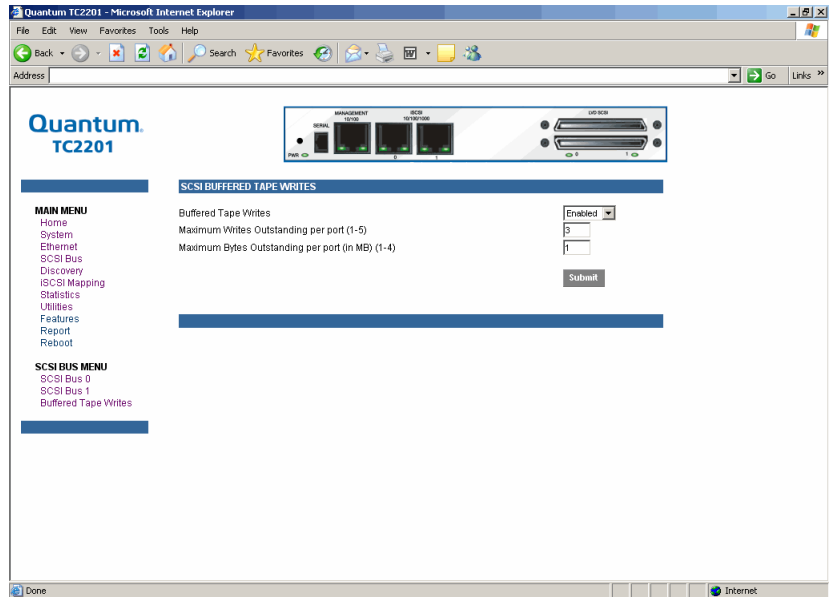 Quantum TC2201 - Microsoft Internet Explorer
File Edit View Favorites Tools Help
Back Search Favorites
Address Go Links »
Quantum.
TC2201
MANAGEMENT
10/100
iSCSI
10/100/1000
LVD SCSI
SERIAL
PWR 0 1 0 1
SCSI BUFFERED TAPE WRITES
MAIN MENU
Home
System
Ethernet
SCSI Bus
Discovery
iSCSI Mapping
Statistics
Utilities
Features
Report
Reboot
SCSI BUS MENU
SCSI Bus 0
SCSI Bus 1
Buffered Tape Writes
Buffered Tape Writes Enabled
Maximum Writes Outstanding per port (1-5) 3
Maximum Bytes Outstanding per port (in MB) (1-4) 1
Submit
Done Internet